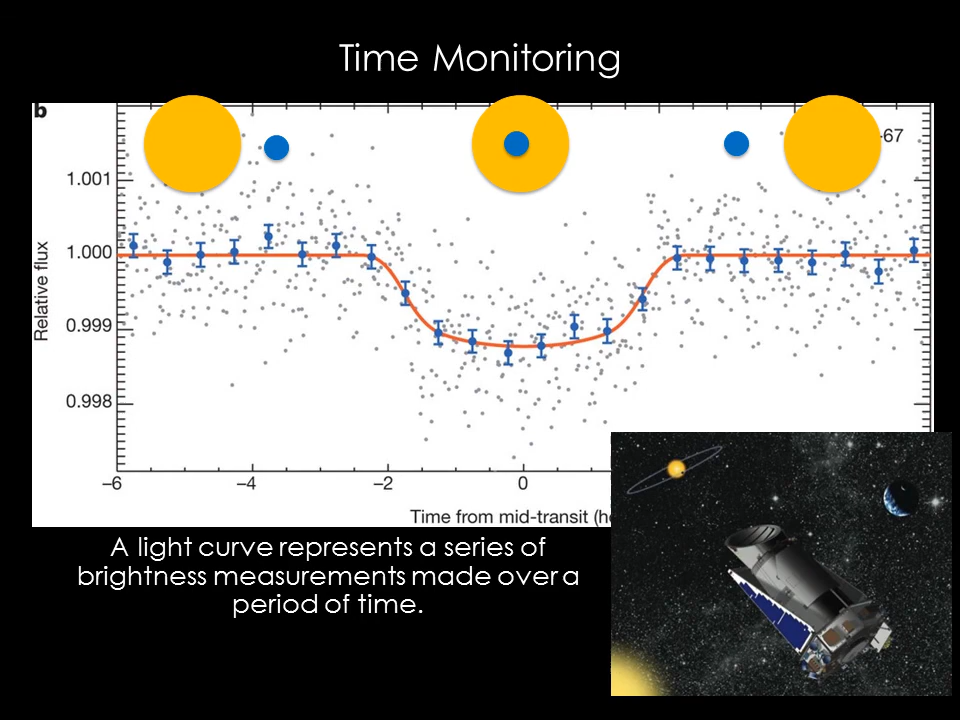 Time Monitoring
b
-67
1.001
1.000
0.999
0.998
Relative flux
−6
−4
−2
0
Time from mid-transit
A light curve represents a series of
brightness measurements made over a
period of time.